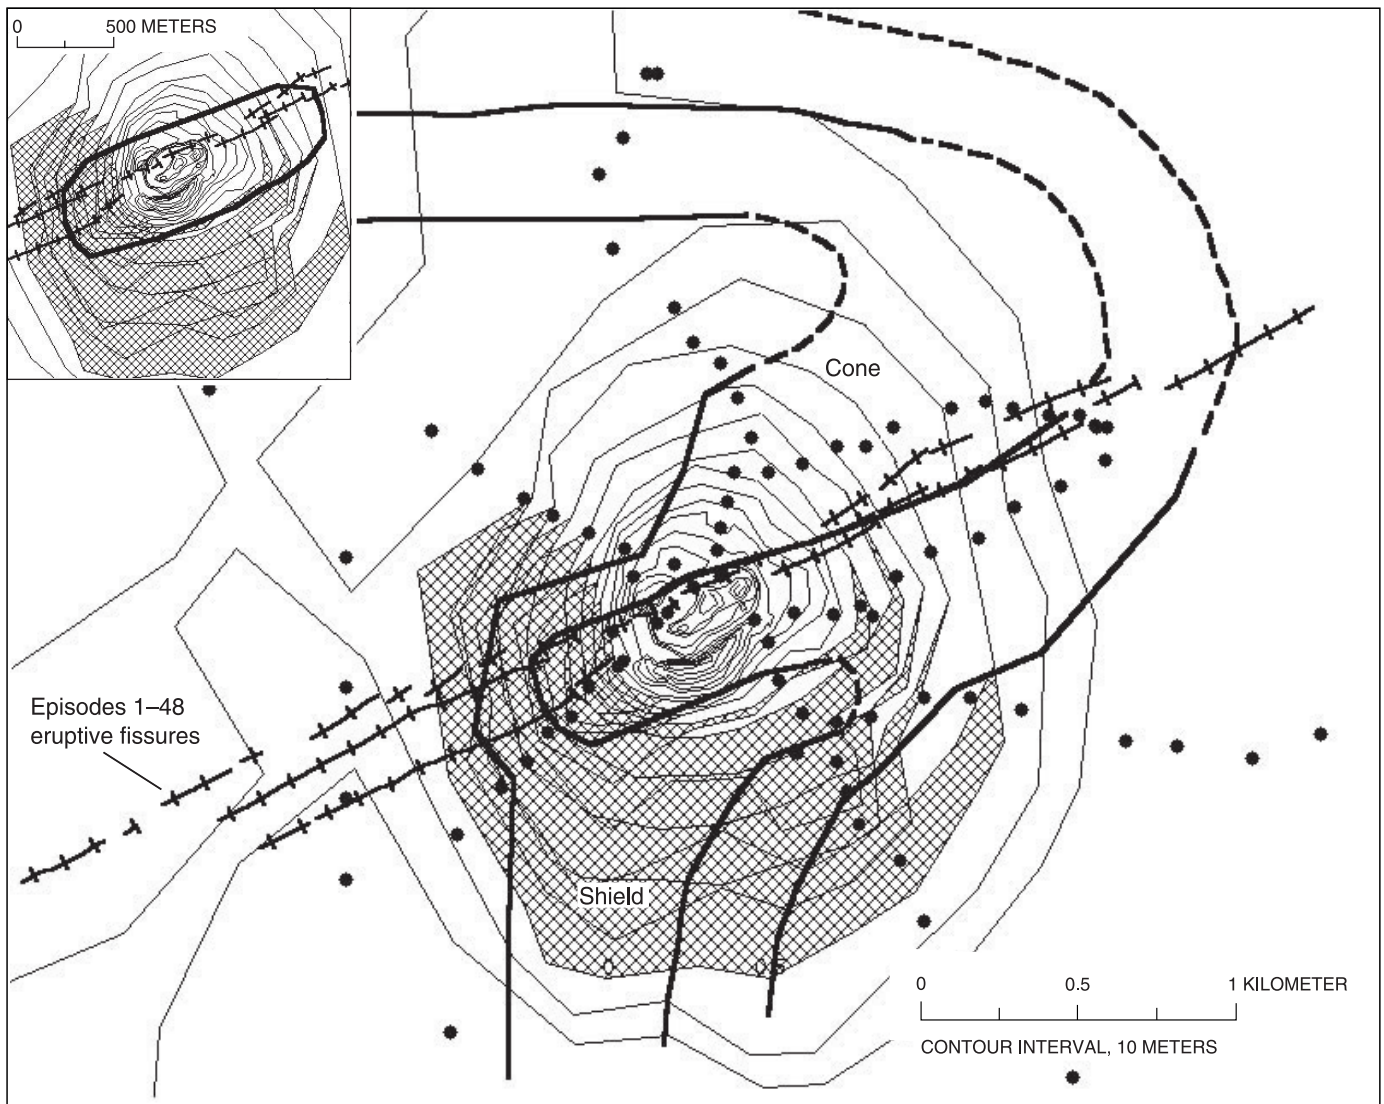 0 500 METERS
Cone
Episodes 1–48
eruptive fissures
Shield
0
0 0.5 1 KILOMETER
CONTOUR INTERVAL, 10 METERS